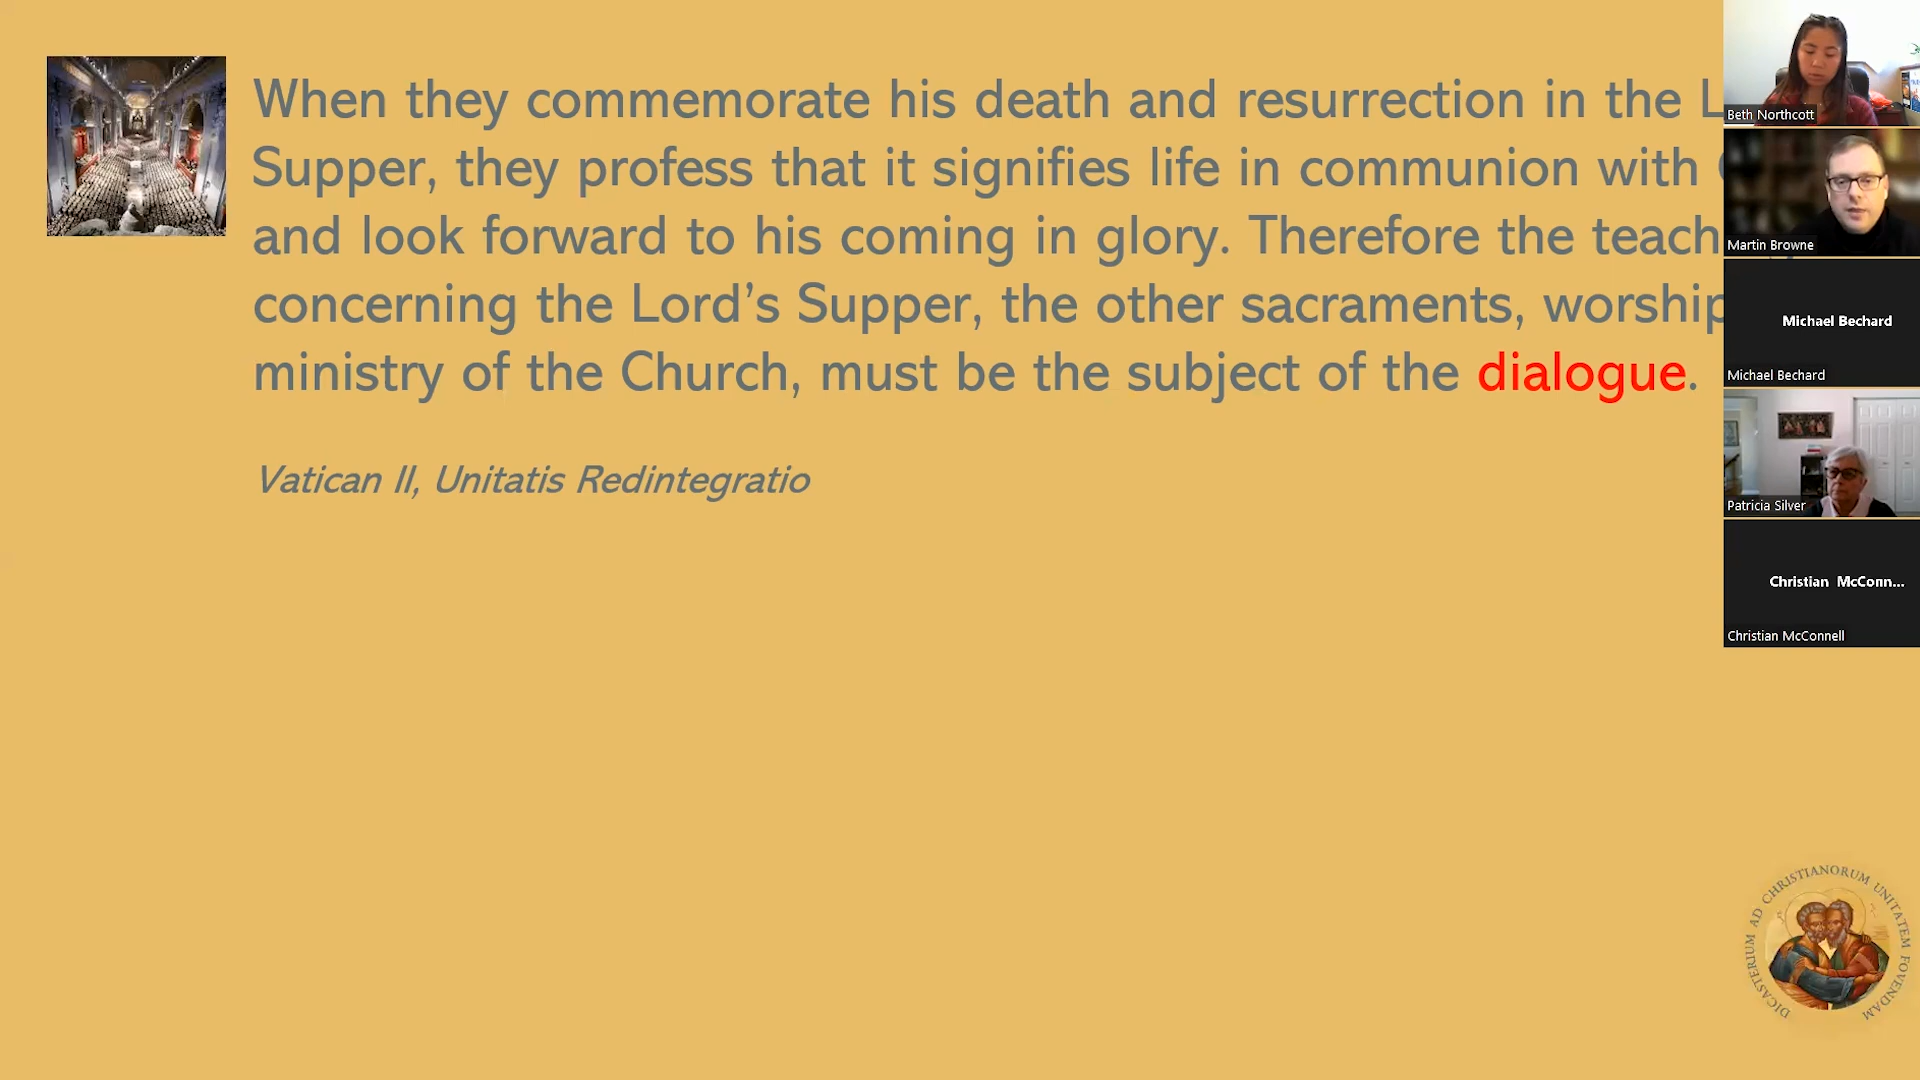 When they commemorate his death and resurrection in the
Supper, they profess that it signifies life in communion with
and look forward to his coming in glory. Therefore the teach
concerning the Lord's Supper, the other sacraments, worship
ministry of the Church, must be the subject of the dialogue.
Vatican II, Unitatis Redintegratio
Beth Northcott
Martin Browne
Michael Bechard
Michael Bechard
Patricia Silver
Christian McConn...
Christian McConnell
DICASTERIUM AD CHRISTIANORUM UNITATEM FOVENDAM